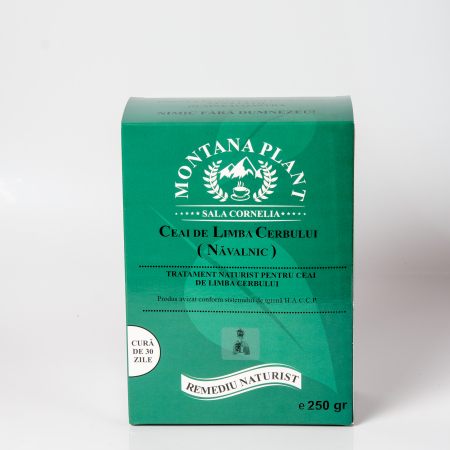 NIMIC FARĂ DUMNEZEU!
MONTANA PLANT
SALA CORNELIA
CEAI DE LIMBA CERBULUI
( NĂVALNIC )
TRATAMENT NATURIST PENTRU CEAI
DE LIMBA CERBULUI
Produs avizat conform sistemului de igienă H.A.C.C.P.
CURĂ
DE 30
ZILE
REMEDIU NATURIST
e 250 gr